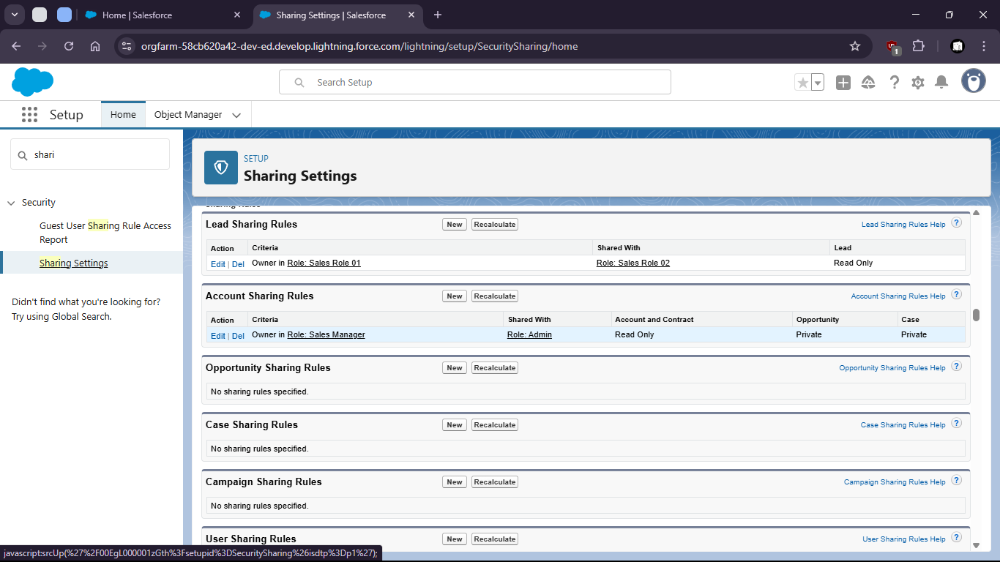 Home | Salesforce
Sharing Settings | Salesforce
orgfarm-58cb620a42-dev-ed.develop.lightning.force.com/lightning/setup/SecuritySharing/home
1
Search Setup
Setup
Home
Object Manager
shari
Security
Guest User Sharing Rule Access
Report
Sharing Settings
Didn't find what you're looking for?
Try using Global Search.
SETUP
Sharing Settings
Lead Sharing Rules New Recalculate Lead Sharing Rules Help ?
Action Criteria Shared With Lead
Edit | Del Owner in Role: Sales Role 01 Role: Sales Role 02 Read Only
Account Sharing Rules New Recalculate Account Sharing Rules Help ?
Action Criteria Shared With Account and Contract Opportunity Case
Edit | Del Owner in Role: Sales Manager Role: Admin Read Only Private Private
Opportunity Sharing Rules New Recalculate Opportunity Sharing Rules Help ?
No sharing rules specified.
Case Sharing Rules New Recalculate Case Sharing Rules Help ?
No sharing rules specified.
Campaign Sharing Rules New Recalculate Campaign Sharing Rules Help ?
No sharing rules specified.
User Sharing Rules New Recalculate User Sharing Rules Help ?
javascript:srcUp(%27%2F00EgL000001zGth%3Fsetupid%3DSecuritySharing%26isdtp%3Dp1%27);